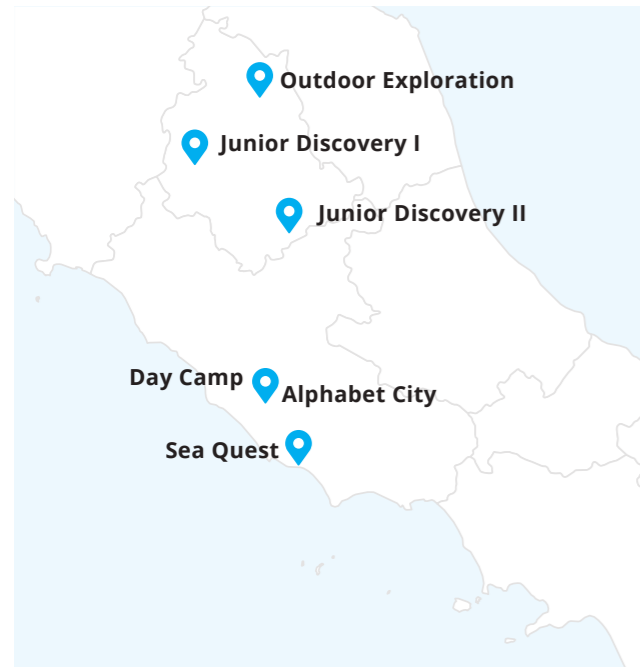 Outdoor Exploration
Junior Discovery I
Junior Discovery II
Day Camp
Alphabet City
Sea Quest